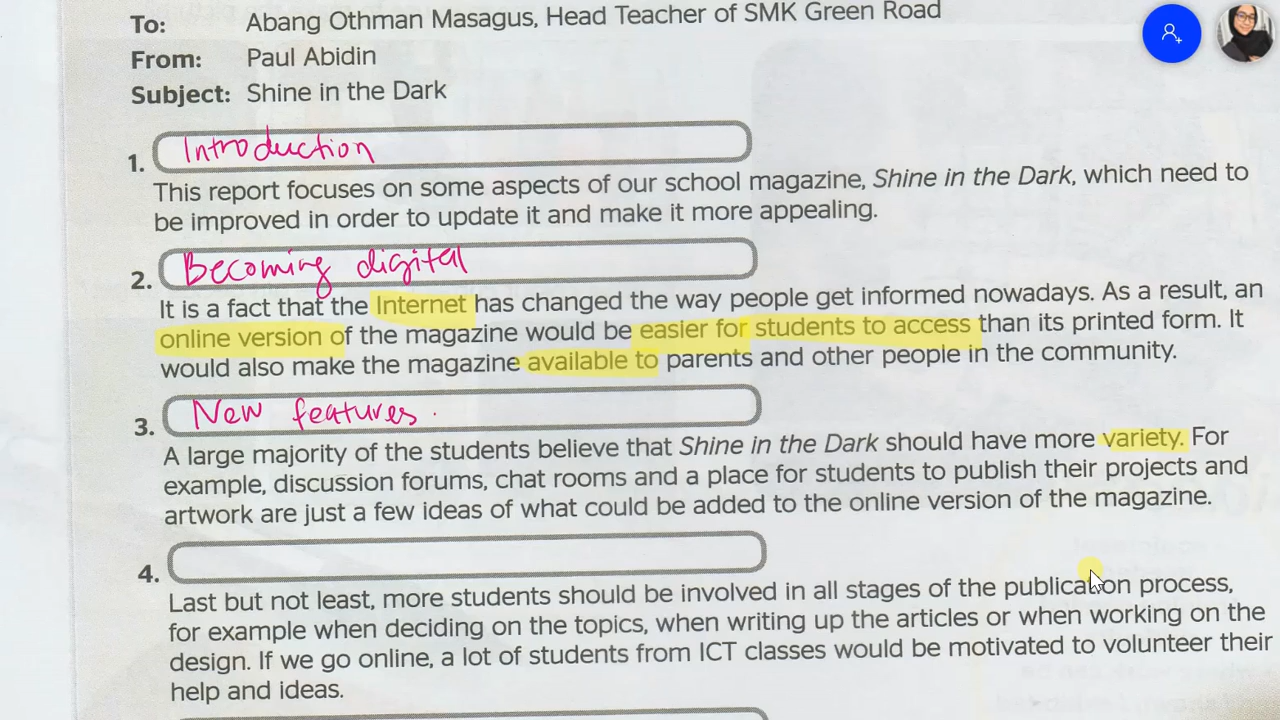 To: Abang Othman Masagus, Head Teacher of SMK Green Road
From: Paul Abidin
Subject: Shine in the Dark
1. Introduction
This report focuses on some aspects of our school magazine, Shine in the Dark, which need to
be improved in order to update it and make it more appealing.
2. Becoming digital
It is a fact that the Internet has changed the way people get informed nowadays. As a result, an
online version of the magazine would be easier for students to access than its printed form. It
would also make the magazine available to parents and other people in the community.
3. New features.
A large majority of the students believe that Shine in the Dark should have more variety. For
example, discussion forums, chat rooms and a place for students to publish their projects and
artwork are just a few ideas of what could be added to the online version of the magazine.
4.
Last but not least, more students should be involved in all stages of the publication process,
for example when deciding on the topics, when writing up the articles or when working on the
design. If we go online, a lot of students from ICT classes would be motivated to volunteer their
help and ideas.